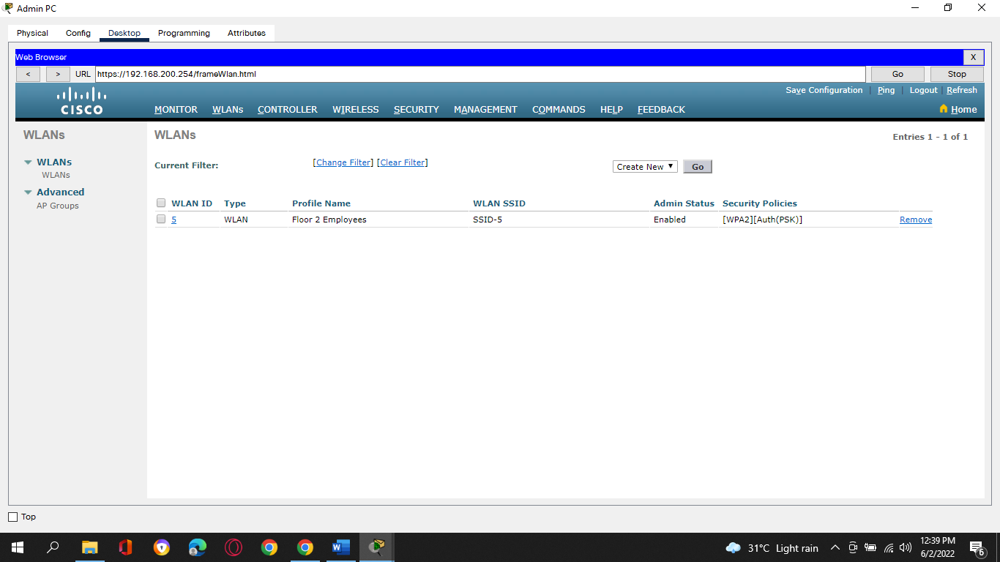 Admin PC
Physical Config Desktop Programming Attributes
Web Browser X
< > URL https://192.168.200.254/frameWlan.html Go Stop
Save Configuration | Ping | Logout | Refresh
CISCO MONITOR WLANs CONTROLLER WIRELESS SECURITY MANAGEMENT COMMANDS HELP FEEDBACK Home
WLANs
WLANs
WLANs
Advanced
AP Groups
WLANs Entries 1 - 1 of 1
Current Filter: [Change Filter] [Clear Filter] Create New Go
WLAN ID Type Profile Name WLAN SSID Admin Status Security Policies
5 WLAN Floor 2 Employees SSID-5 Enabled [WPA2][Auth(PSK)] Remove
Top
31°C Light rain 12:39 PM
6/2/2022 6